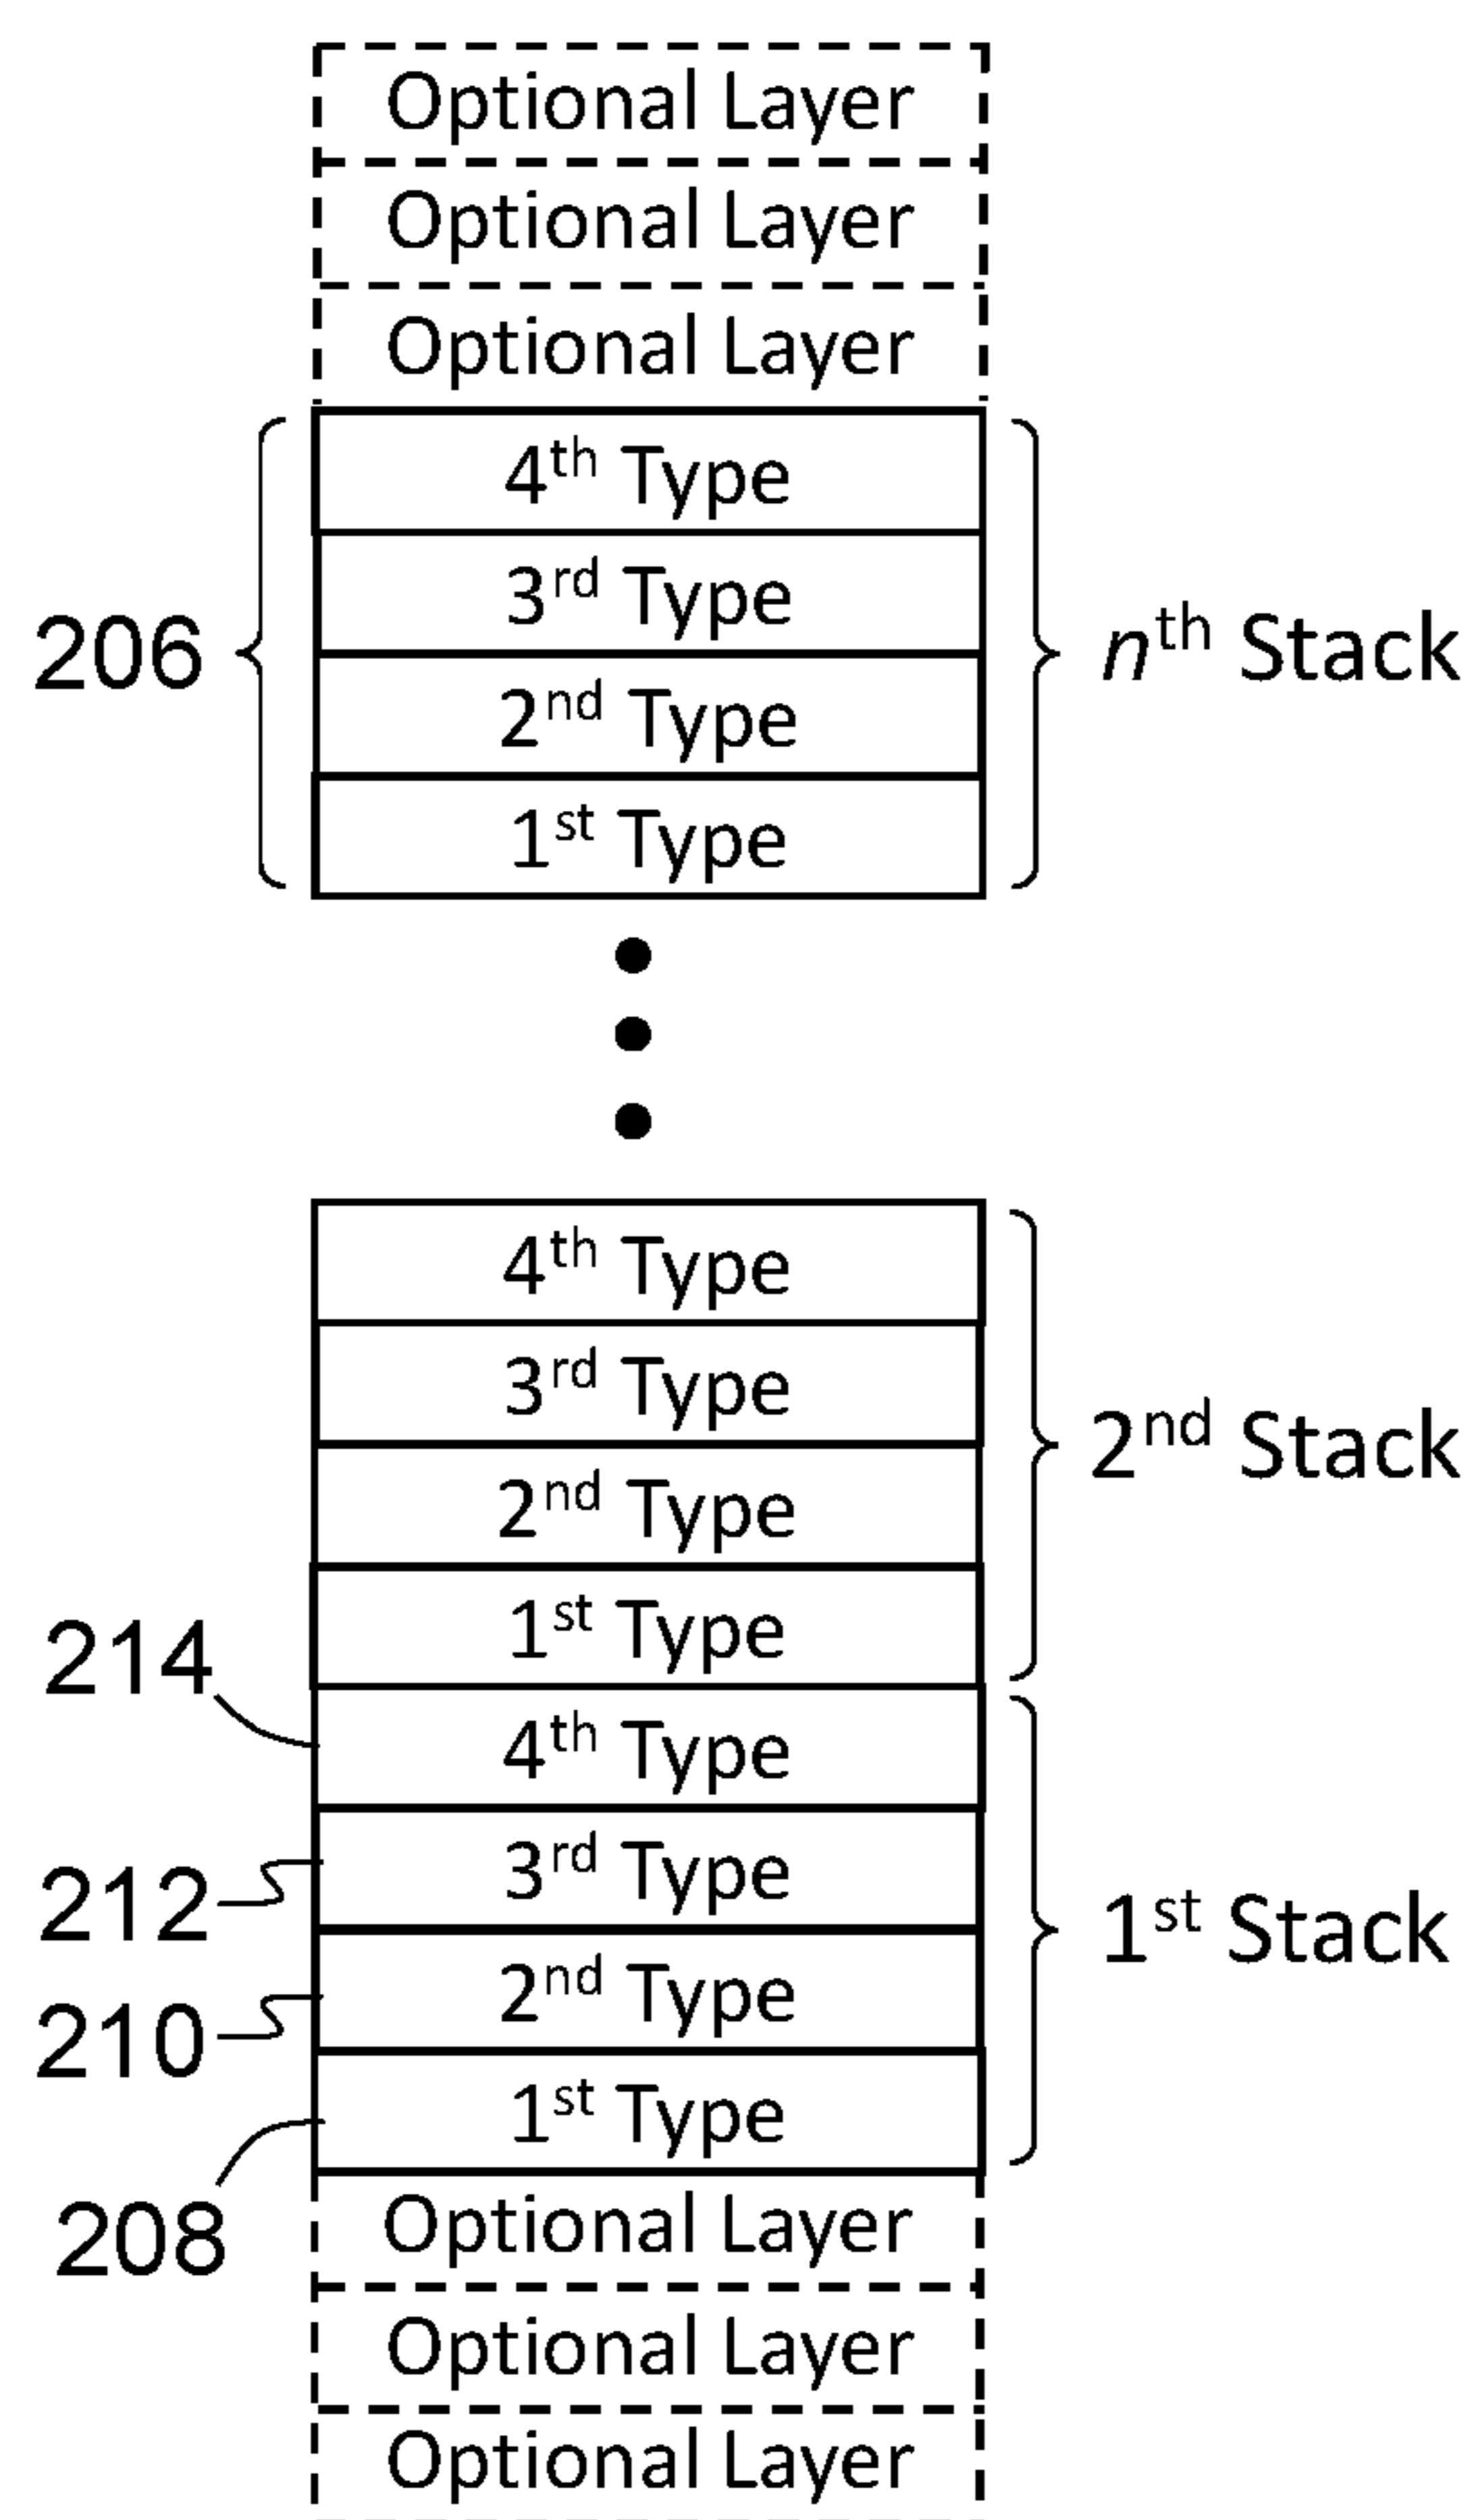 Optional Layer
Optional Layer
Optional Layer
4th Type
3rd Type
206
nth Stack
2nd Type
1st Type
4th Type
3rd Type
2nd Stack
2nd Type
1st Type
214
4th Type
3rd Type
212
1st Stack
2nd Type
210
1st Type
208
Optional Layer
Optional Layer
Optional Layer